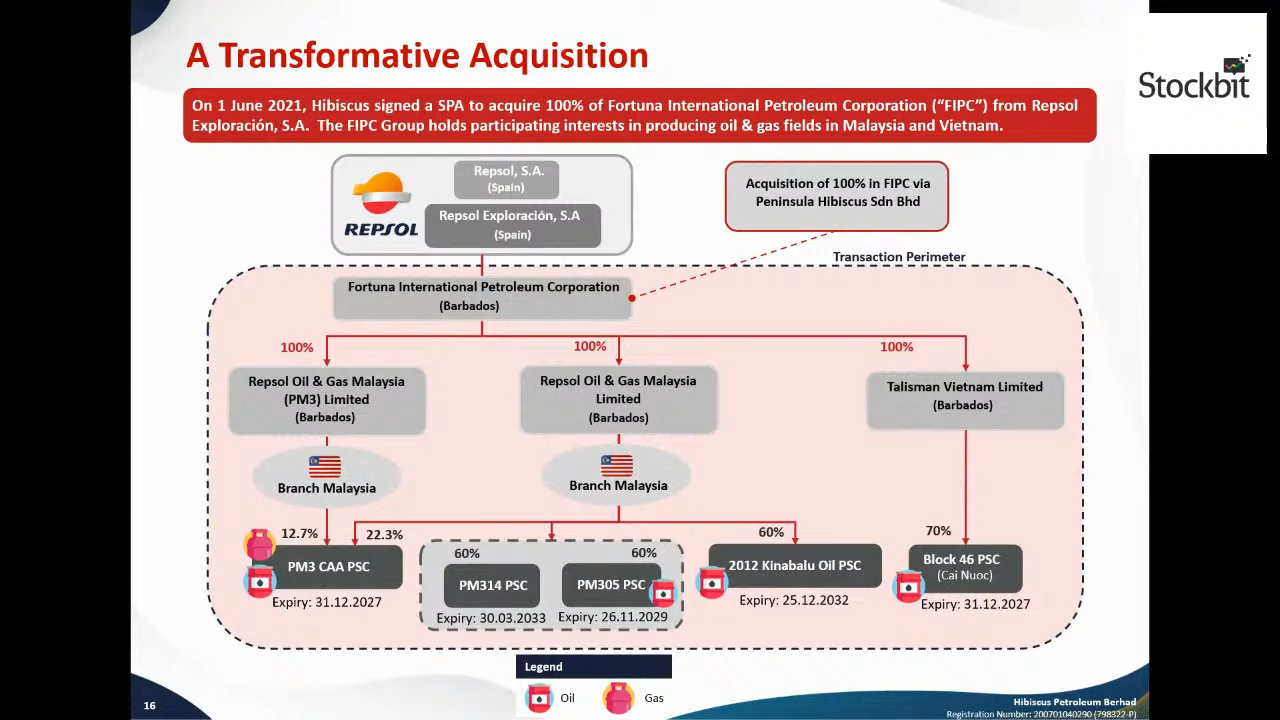 A Transformative Acquisition
Stockbit
On 1 June 2021, Hibiscus signed a SPA to acquire 100% of Fortuna International Petroleum Corporation (“FIPC”) from Repsol
Exploración, S.A. The FIPC Group holds participating interests in producing oil & gas fields in Malaysia and Vietnam.
REPSOL
Repsol, S.A.
(Spain)
Repsol Exploración, S.A
(Spain)
Acquisition of 100% in FIPC via
Peninsula Hibiscus Sdn Bhd
Transaction Perimeter
Fortuna International Petroleum Corporation
(Barbados)
100%
100%
100%
Repsol Oil & Gas Malaysia
(PM3) Limited
(Barbados)
Repsol Oil & Gas Malaysia
Limited
(Barbados)
Talisman Vietnam Limited
(Barbados)
Branch Malaysia
Branch Malaysia
12.7%
22.3%
60%
60%
60%
70%
PM3 CAA PSC
Expiry: 31.12.2027
PM314 PSC
Expiry: 30.03.2033
PM305 PSC
Expiry: 26.11.2029
2012 Kinabalu Oil PSC
Expiry: 25.12.2032
Block 46 PSC
(Cai Nuoc)
Expiry: 31.12.2027
Legend
Oil
Gas
16
Hibiscus Petroleum Berhad
Registration Number: 200701040290 (798322-P)